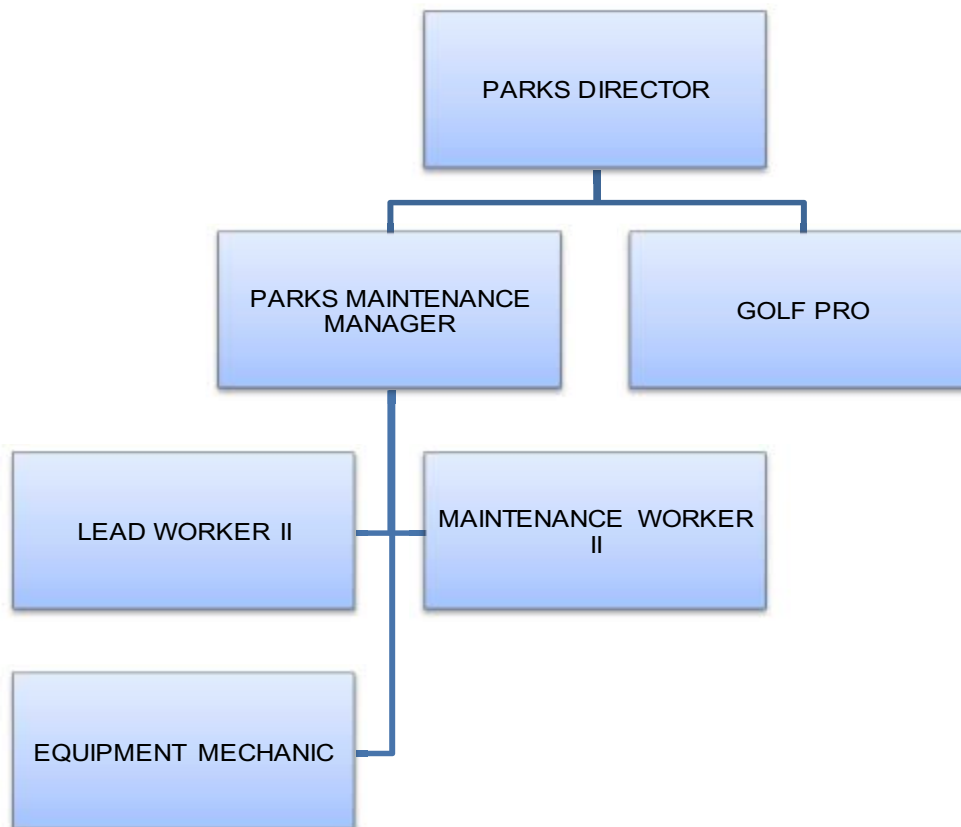 PARKS DIRECTOR
PARKS MAINTENANCE
MANAGER
GOLF PRO
LEAD WORKER II
MAINTENANCE WORKER
II
EQUIPMENT MECHANIC